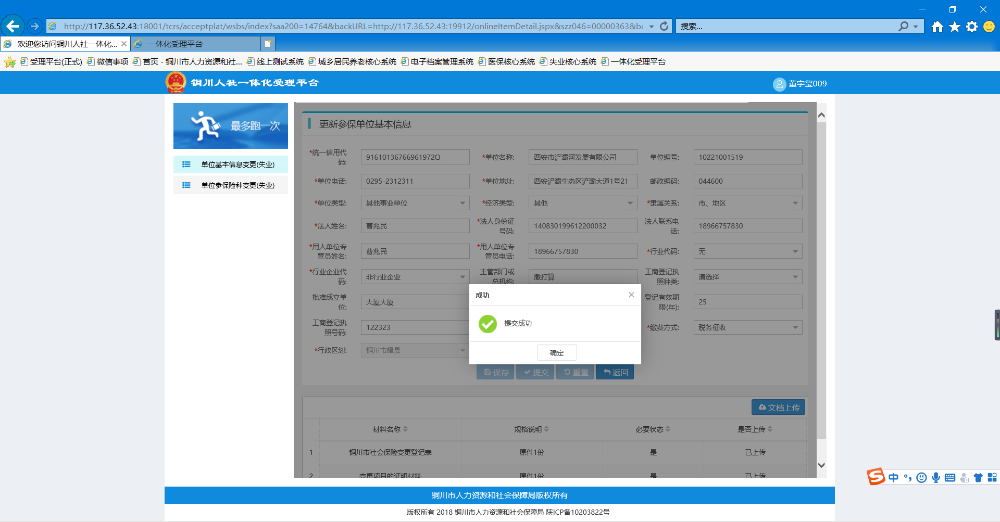 http://117.36.52.43:18001/tcrs/acceptplat/wsbs/index?saa200=14764&backURL=http://117.36.52.43:19912/onlineItemDetail.jspx&szz046=00000363&ba
搜索...
欢迎您访问铜川人社一体化...
一体化受理平台
受理平台(正式)
微信事项
首页 - 铜川市人力资源和社...
线上测试系统
城乡居民养老核心系统
电子档案管理系统
医保核心系统
失业核心系统
一体化受理平台
铜川人社一体化受理平台
董宇玺009
最多跑一次
单位基本信息变更(失业)
单位参保险种变更(失业)
更新参保单位基本信息
*统一信用代码: 91610136766961972Q *单位名称: 西安市浐灞河发展有限公司 单位编号: 10221001519
*单位电话: 0295-2312311 *单位地址: 西安浐灞生态区浐灞大道1号21 邮政编码: 044600
*单位类型: 其他事业单位 *经济类型: 其他 *隶属关系: 市、地区
*法人姓名: 曹兆民 *法人身份证号码: 140830199612200032 法人联系电话: 18966757830
*用人单位专管员姓名: 曹兆民 *用人单位专管员电话: 18966757830 *行业代码: 无
*行业企业代码: 非行业企业 主管部门或总机构: 撒打算 工商登记执照种类: 请选择
批准成立单位: 大厦大厦 登记有效期限(年): 25
工商登记执照号码: 122323 *缴费方式: 税务征收
*行政区划: 铜川市耀县
成功
提交成功
确定
保存 提交 重置 返回
文档上传
材料名称 规格说明 必要状态 是否上传
1 铜川市社会保险变更登记表 原件1份 是 已上传
2 变更项目的证明材料 原件1份 是 已上传
铜川市人力资源和社会保障局版权所有
版权所有 2018 铜川市人力资源和社会保障局 陕ICP备10203822号
中